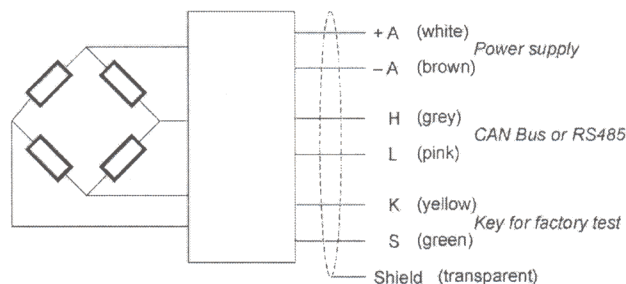 + A (white)
Power supply
– A (brown)
H (grey)
CAN Bus or RS485
L (pink)
K (yellow)
Key for factory test
S (green)
Shield (transparent)